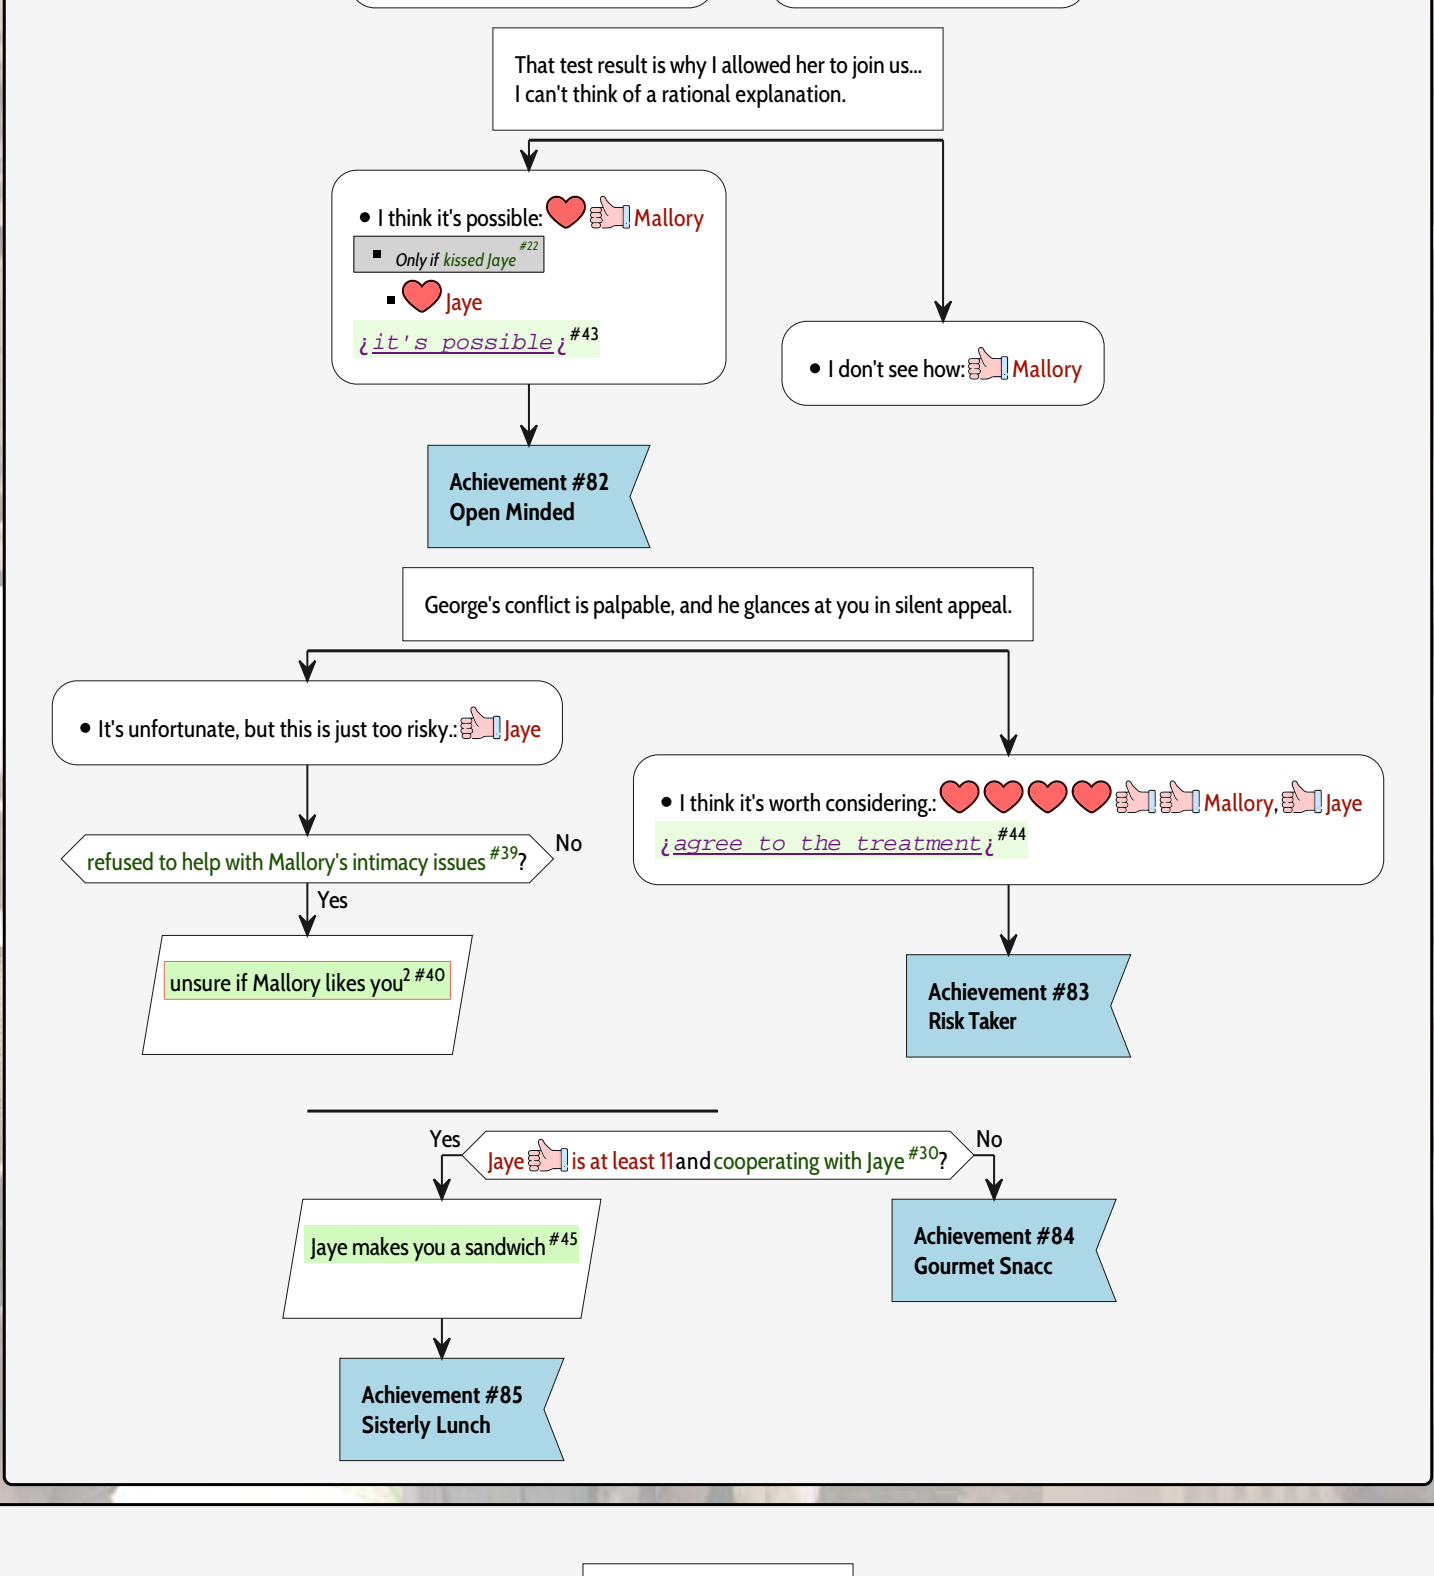 That test result is why I allowed her to join us...
I can't think of a rational explanation.
• I think it's possible: Mallory
▪ Only if kissed Jaye #22
▪ Jaye
¿it's possible¿ #43
• I don't see how: Mallory
Achievement #82
Open Minded
George's conflict is palpable, and he glances at you in silent appeal.
• It's unfortunate, but this is just too risky.: Jaye
• I think it's worth considering.: Mallory, Jaye
¿agree to the treatment¿ #44
refused to help with Mallory's intimacy issues #39?
No
Yes
unsure if Mallory likes you2 #40
Achievement #83
Risk Taker
Yes
Jaye is at least 11 and cooperating with Jaye #30?
No
Jaye makes you a sandwich #45
Achievement #84
Gourmet Snacc
Achievement #85
Sisterly Lunch